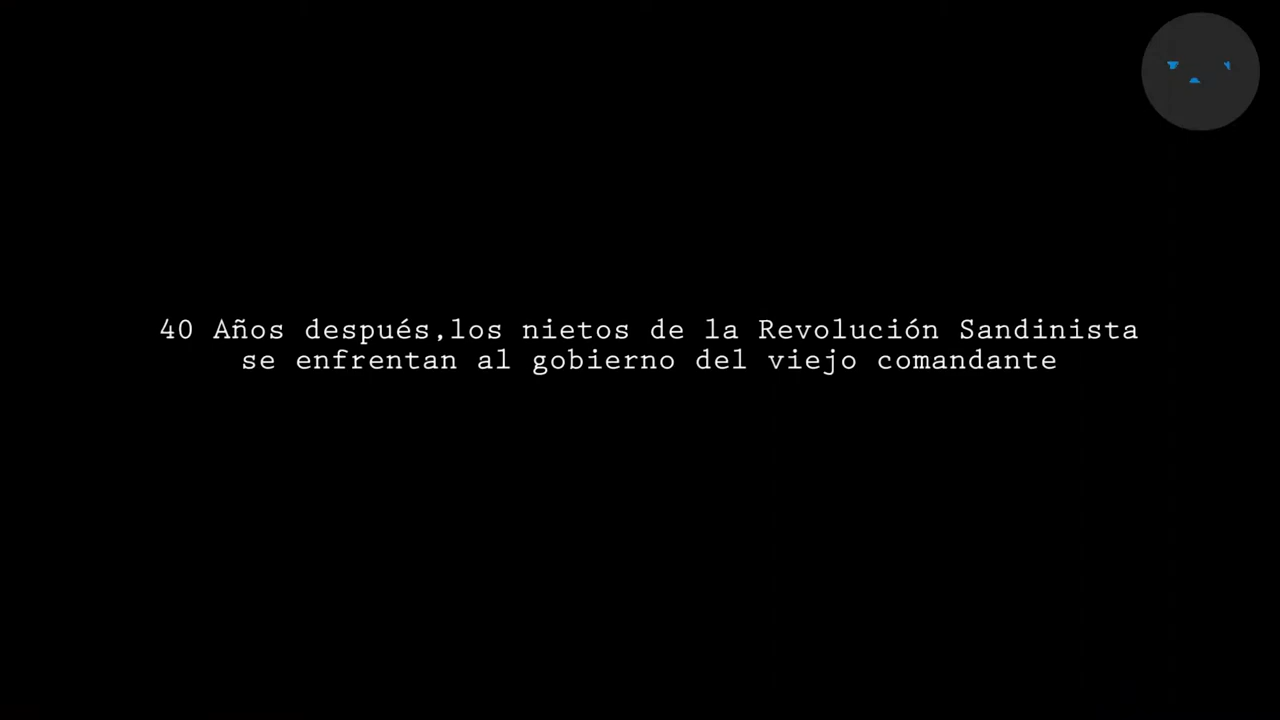 40 Años después,los nietos de la Revolución Sandinista
se enfrentan al gobierno del viejo comandante